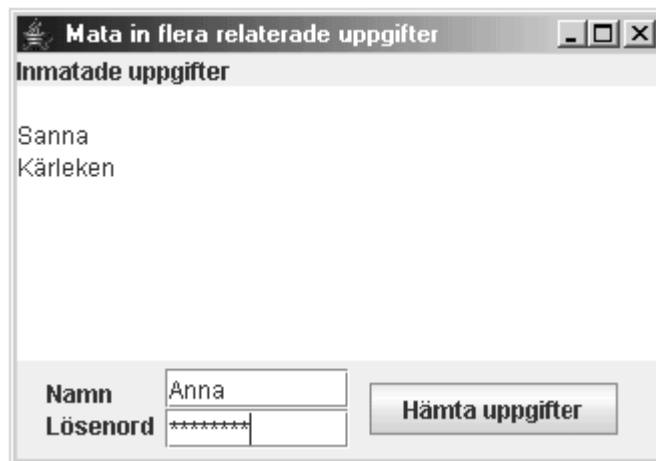 Mata in flera relaterade uppgifter
Inmatade uppgifter
Sanna
Kärleken
Namn
Anna
Lösenord
********
Hämta uppgifter